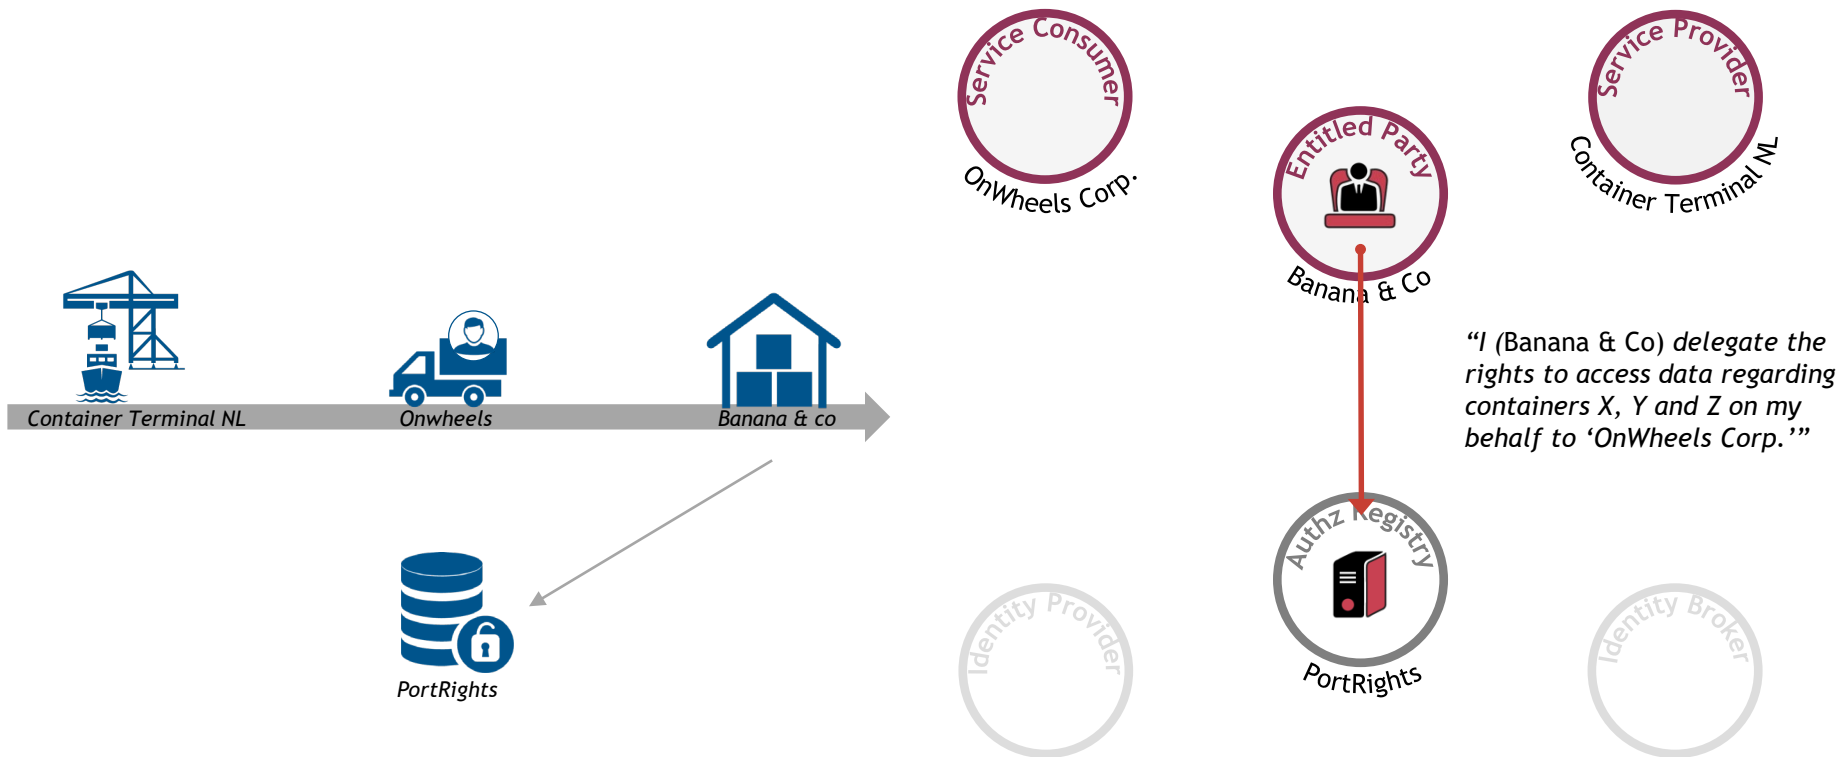 Service Consumer
OnWheels Corp.
Entitled Party
Banana & Co
Service Provider
Container Terminal NL
Container Terminal NL
Onwheels
Banana & co
“I (Banana & Co) delegate the
rights to access data regarding
containers X, Y and Z on my
behalf to ‘OnWheels Corp.’”
PortRights
Authz Registry
PortRights
Identity Provider
Identity Broker